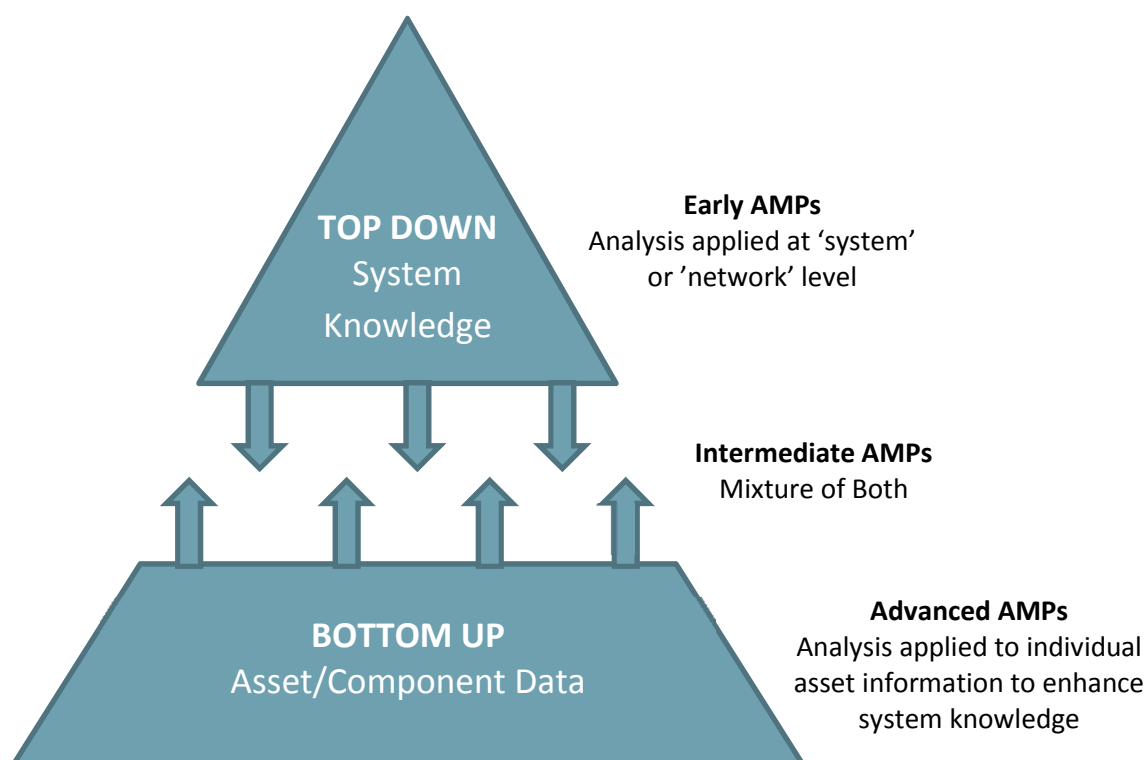 TOP DOWN
System
Knowledge
Early AMPs
Analysis applied at ‘system’
or ’network’ level
Intermediate AMPs
Mixture of Both
BOTTOM UP
Asset/Component Data
Advanced AMPs
Analysis applied to individual
asset information to enhance
system knowledge